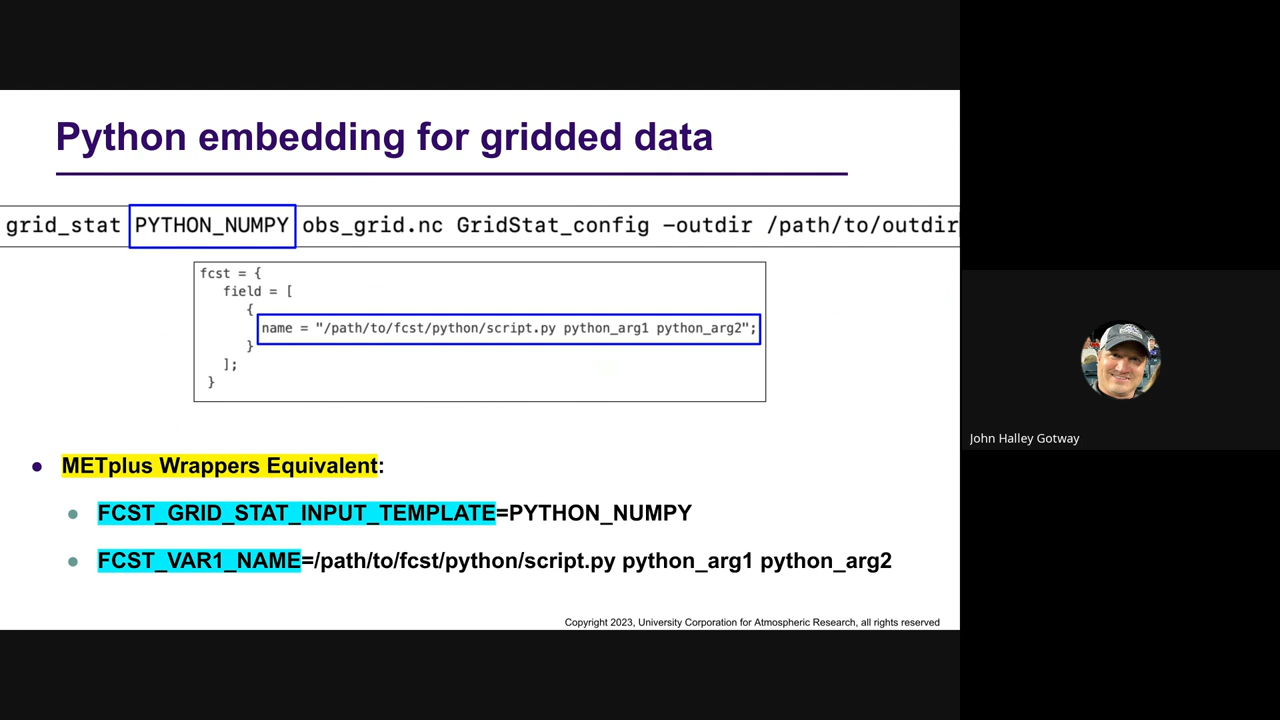 Python embedding for gridded data
grid_stat PYTHON_NUMPY obs_grid.nc GridStat_config –outdir /path/to/outdir
fcst = {
field = [
{
name = "/path/to/fcst/python/script.py python_arg1 python_arg2";
}
];
}
● METplus Wrappers Equivalent:
● FCST_GRID_STAT_INPUT_TEMPLATE=PYTHON_NUMPY
● FCST_VAR1_NAME=/path/to/fcst/python/script.py python_arg1 python_arg2
Copyright 2023, University Corporation for Atmospheric Research, all rights reserved
John Halley Gotway